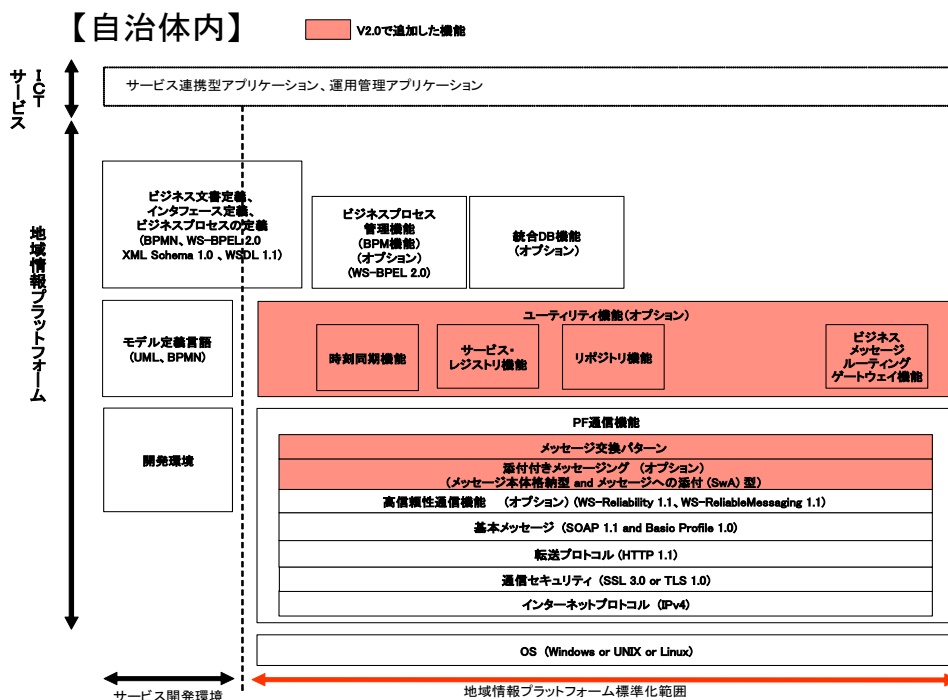 【自治体内】
V2.0で追加した機能
ICT
サービス
サービス連携型アプリケーション、運用管理アプリケーション
地域情報プラットフォーム
ビジネス文書定義、
インタフェース定義、
ビジネスプロセスの定義
(BPMN、WS-BPEL 2.0
XML Schema 1.0 、WSDL 1.1)
ビジネスプロセス
管理機能
(BPM機能)
(オプション)
(WS-BPEL 2.0)
統合DB機能
(オプション)
モデル定義言語
(UML、BPMN)
ユーティリティ機能(オプション)
時刻同期機能
サービス・
レジストリ機能
リポジトリ機能
ビジネス
メッセージ
ルーティング
ゲートウェイ機能
開発環境
PF通信機能
メッセージ交換パターン
添付付きメッセージング (オプション)
(メッセージ本体格納型 and メッセージへの添付 (SwA) 型)
高信頼性通信機能 (オプション) (WS-Reliability 1.1、WS-ReliableMessaging 1.1)
基本メッセージ (SOAP 1.1 and Basic Profile 1.0)
転送プロトコル (HTTP 1.1)
通信セキュリティ (SSL 3.0 or TLS 1.0)
インターネットプロトコル (IPv4)
OS (Windows or UNIX or Linux)
サービス開発環境
地域情報プラットフォーム標準化範囲